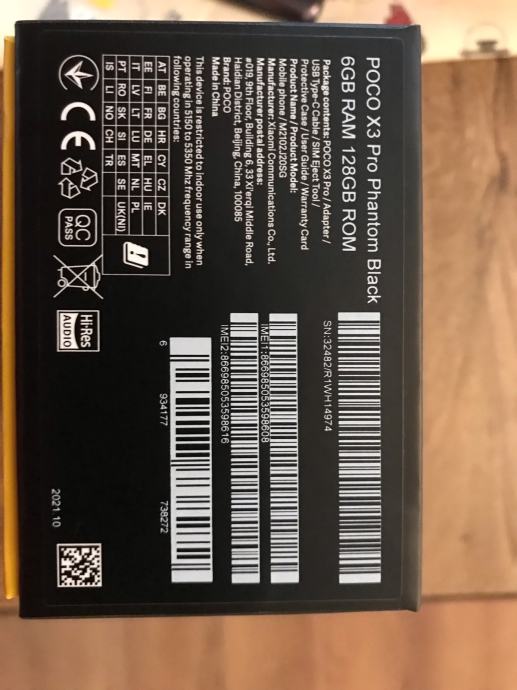 POCO X3 Pro Phantom Black
6GB RAM 128GB ROM
Package contents: POCO X3 Pro / Adapter /
USB Type-C Cable / SIM Eject Tool /
Protective Case / User Guide / Warranty Card
Product Name / Product Model:
Mobile phone / M2102J20SG
Manufacturer: Xiaomi Communications Co., Ltd.
Manufacturer postal address:
#019, 9th Floor, Building 6, 33 Xi'erqi Middle Road,
Haidian District, Beijing, China, 100085
Brand: POCO
Made in China
This device is restricted to indoor use only when
operating in 5150 to 5350 Mhz frequency range in
following countries:
AT BE BG HR CY CZ DK
EE FI FR DE EL HU IE
IT LV LT LU MT NL PL
PT RO SK SI ES SE UK(NI)
IS LI NO CH TR
CE
QC
PASS
Hi-Res
AUDIO
SN:32482/R1WH14974
IMEI1:866985053598608
IMEI2:866985053598616
6 934177 738272
2021.10